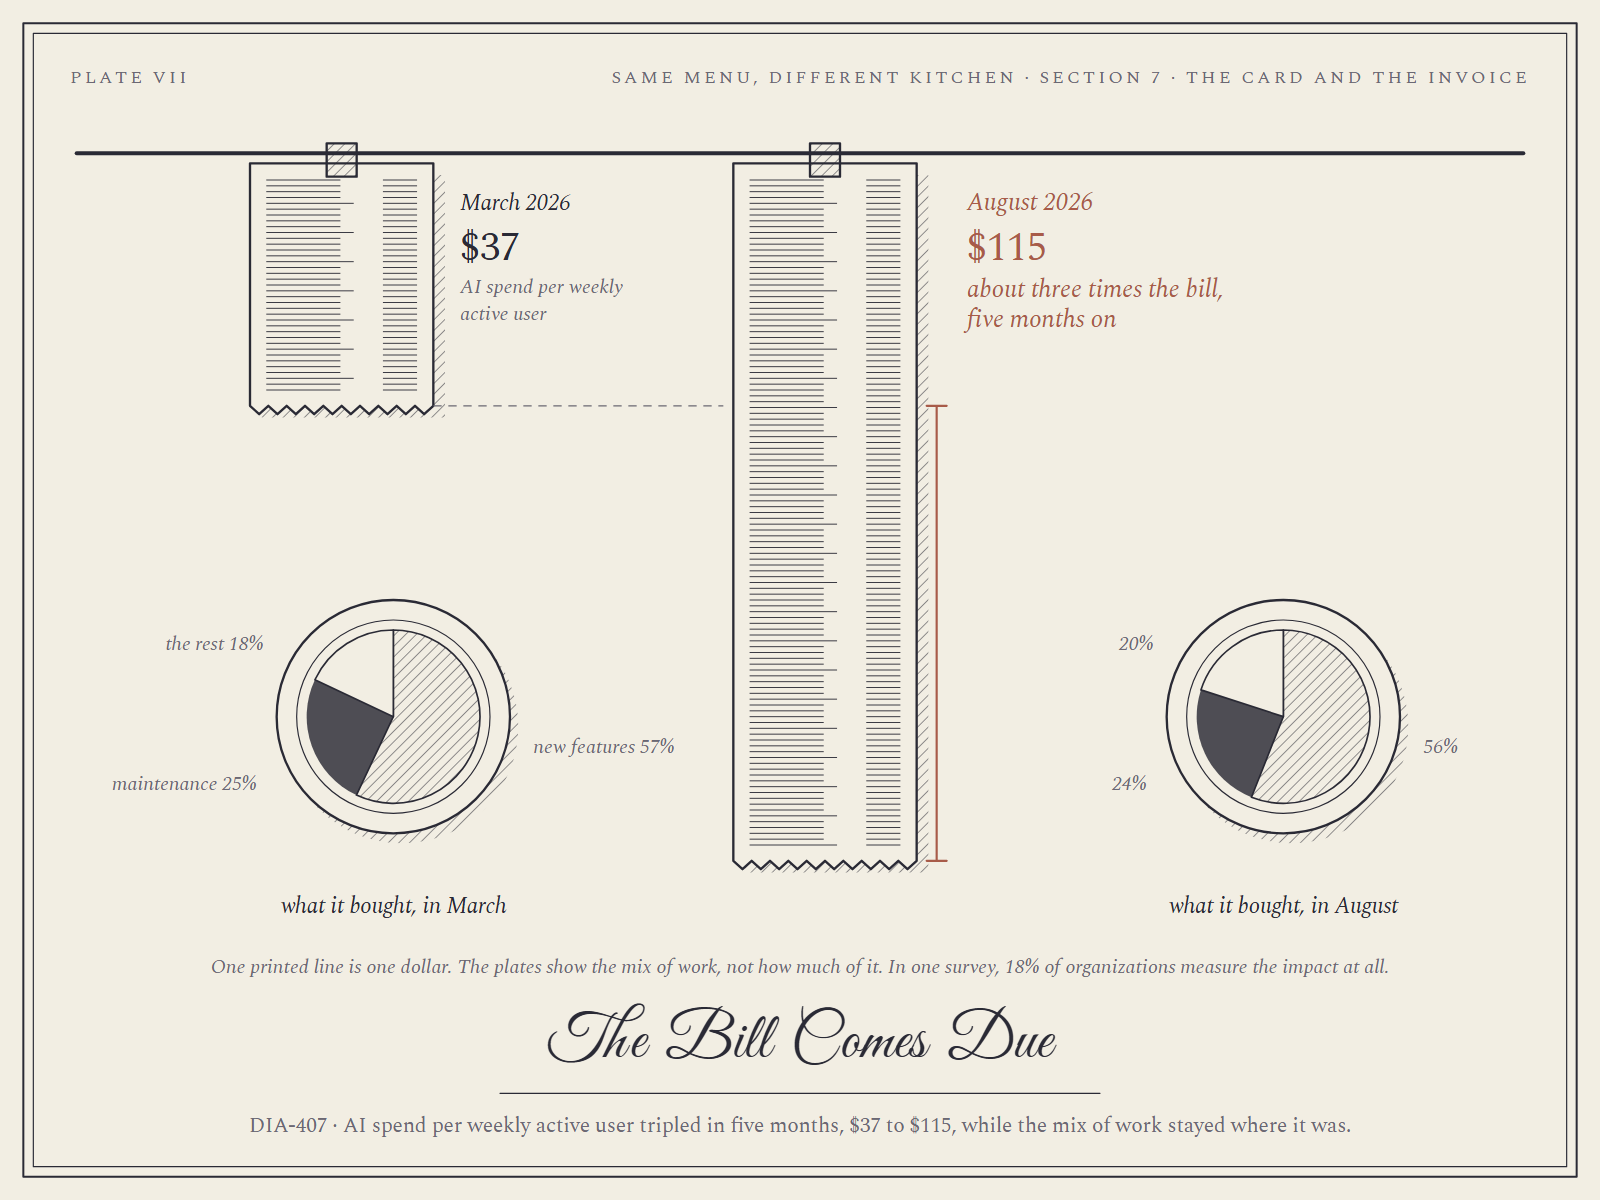 PLATE VII
SAME MENU, DIFFERENT KITCHEN · SECTION 7 · THE CARD AND THE INVOICE
March 2026
$37
AI spend per weekly
active user
August 2026
$115
about three times the bill,
five months on
the rest 18%
new features 57%
maintenance 25%
20%
56%
24%
what it bought, in March
what it bought, in August
One printed line is one dollar. The plates show the mix of work, not how much of it. In one survey, 18% of organizations measure the impact at all.
The Bill Comes Due
DIA-407 · AI spend per weekly active user tripled in five months, $37 to $115, while the mix of work stayed where it was.